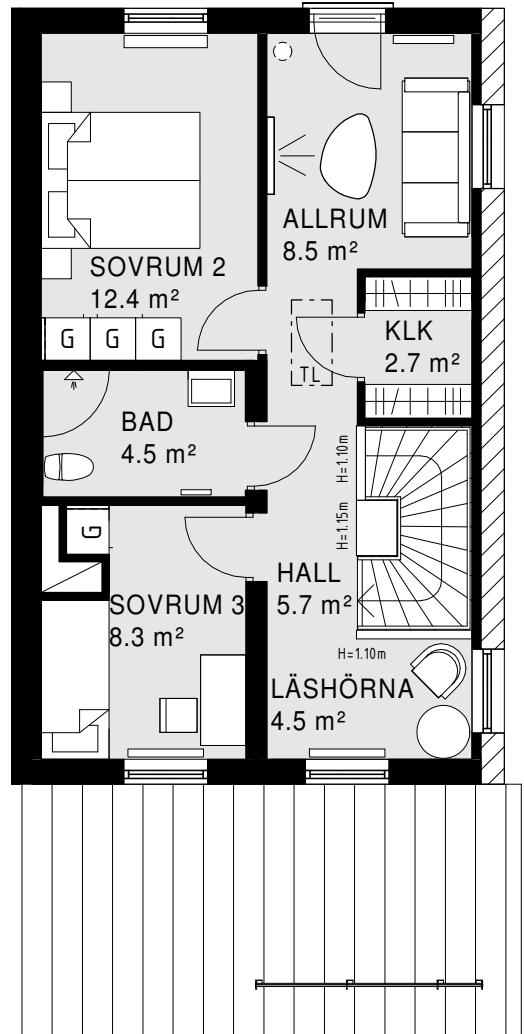 ALLRUM
8.5 m²
SOVRUM 2
12.4 m²
G G G
KLK
2.7 m²
TL
BAD
4.5 m²
H=1.10m
H=1.15m
G
HALL
5.7 m²
SOVRUM 3
8.3 m²
H=1.10m
LÄSHÖRNA
4.5 m²